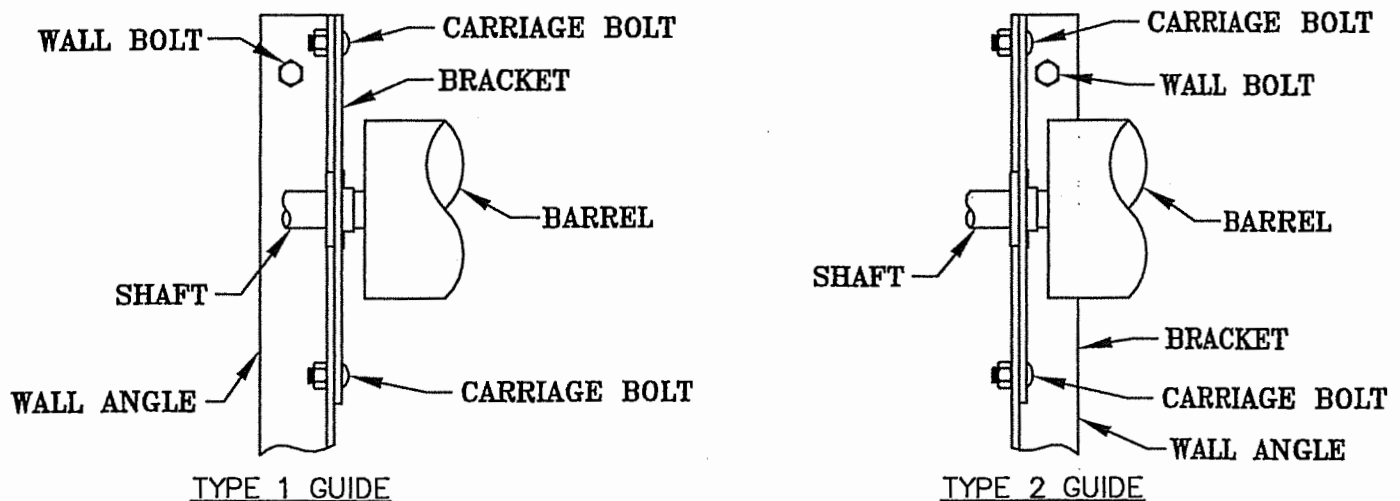 WALL BOLT
CARRIAGE BOLT
BRACKET
BARREL
SHAFT
WALL ANGLE
CARRIAGE BOLT
TYPE 1 GUIDE
CARRIAGE BOLT
WALL BOLT
BARREL
SHAFT
BRACKET
CARRIAGE BOLT
WALL ANGLE
TYPE 2 GUIDE